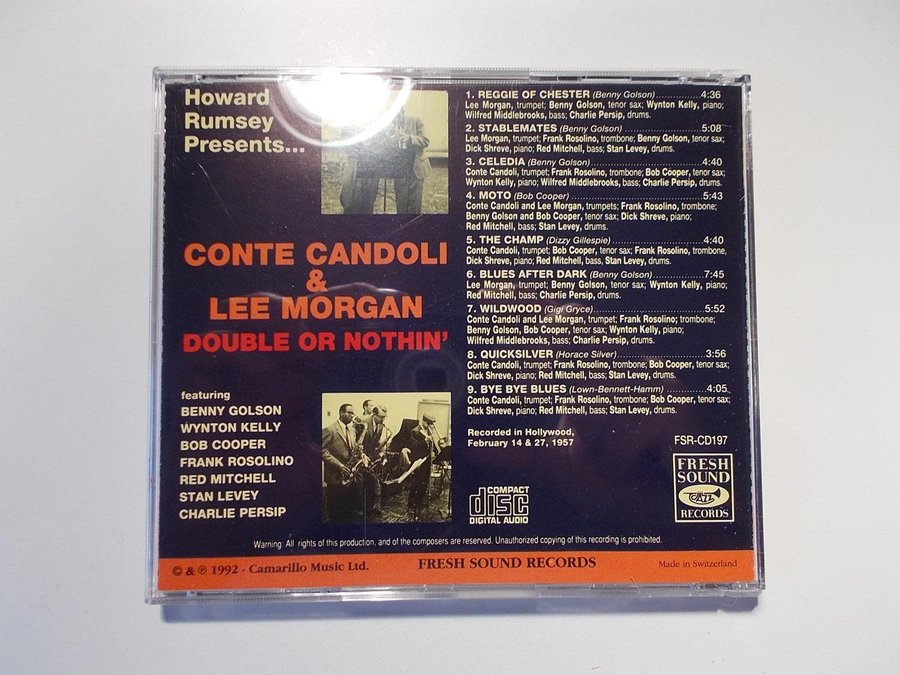 Howard
Rumsey
Presents...
CONTE CANDOLI
&
LEE MORGAN
DOUBLE OR NOTHIN'
featuring
BENNY GOLSON
WYNTON KELLY
BOB COOPER
FRANK ROSOLINO
RED MITCHELL
STAN LEVEY
CHARLIE PERSIP
1. REGGIE OF CHESTER (Benny Golson) ................4:36
Lee Morgan, trumpet; Benny Golson, tenor sax; Wynton Kelly, piano;
Wilfred Middlebrooks, bass; Charlie Persip, drums.
2. STABLEMATES (Benny Golson) ........................5:08
Lee Morgan, trumpet; Frank Rosolino, trombone; Benny Golson, tenor sax;
Dick Shreve, piano; Red Mitchell, bass; Stan Levey, drums.
3. CELEDIA (Benny Golson) ................................4:40
Conte Candoli, trumpet; Frank Rosolino, trombone; Bob Cooper, tenor sax;
Wynton Kelly, piano; Wilfred Middlebrooks, bass; Charlie Persip, drums.
4. MOTO (Bob Cooper) .....................................5:43
Conte Candoli and Lee Morgan, trumpets; Frank Rosolino, trombone;
Benny Golson and Bob Cooper, tenor sax; Dick Shreve, piano;
Red Mitchell, bass; Stan Levey, drums.
5. THE CHAMP (Dizzy Gillespie) ..........................4:40
Conte Candoli, trumpet; Bob Cooper, tenor sax; Frank Rosolino, trombone,
Dick Shreve, piano; Red Mitchell, bass; Stan Levey, drums.
6. BLUES AFTER DARK (Benny Golson)................7:45
Lee Morgan, trumpet; Benny Golson, tenor sax; Wynton Kelly, piano;
Red Mitchell, bass; Charlie Persip, drums.
7. WILDWOOD (Gigi Gryce)................................5:52
Conte Candoli and Lee Morgan, trumpet; Frank Rosolino; trombone;
Benny Golson, Bob Cooper, tenor sax; Wynton Kelly, piano;
Wilfred Middlebrooks, bass; Charlie Persip, drums.
8. QUICKSILVER (Horace Silver).........................3:56
Conte Candoli, trumpet; Frank Rosolino, trombone; Bob Cooper, tenor sax;
Dick Shreve, piano; Red Mitchell, bass; Stan Levey, drums.
9. BYE BYE BLUES (Lown-Bennett-Hamm) ............4:05
Conte Candoli, trumpet; Frank Rosolino, trombone; Bob Cooper, tenor sax;
Dick Shreve, piano; Red Mitchell, bass; Stan Levey, drums.
Recorded in Hollywood,
February 14 & 27, 1957
FSR-CD197
COMPACT
disc
DIGITAL AUDIO
FRESH
SOUND
JAZZ
RECORDS
Warning: All rights of this production, and of the composers are reserved. Unauthorized copying of this recording is prohibited.
© & ℗ 1992 - Camarillo Music Ltd.
FRESH SOUND RECORDS
Made in Switzerland